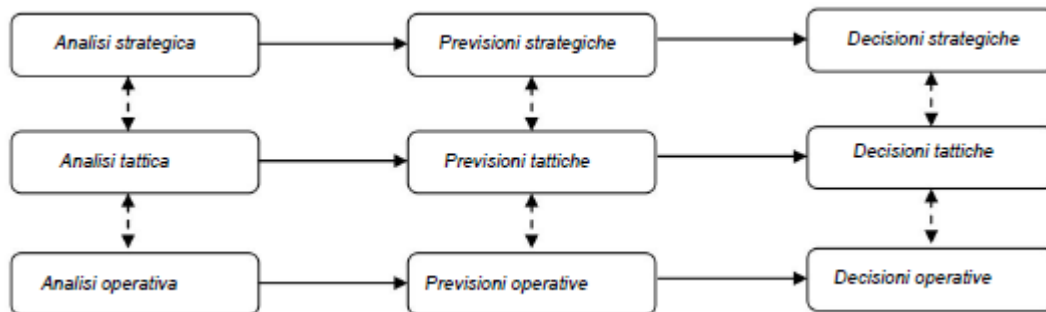 Analisi strategica
Previsioni strategiche
Decisioni strategiche
Analisi tattica
Previsioni tattiche
Decisioni tattiche
Analisi operativa
Previsioni operative
Decisioni operative